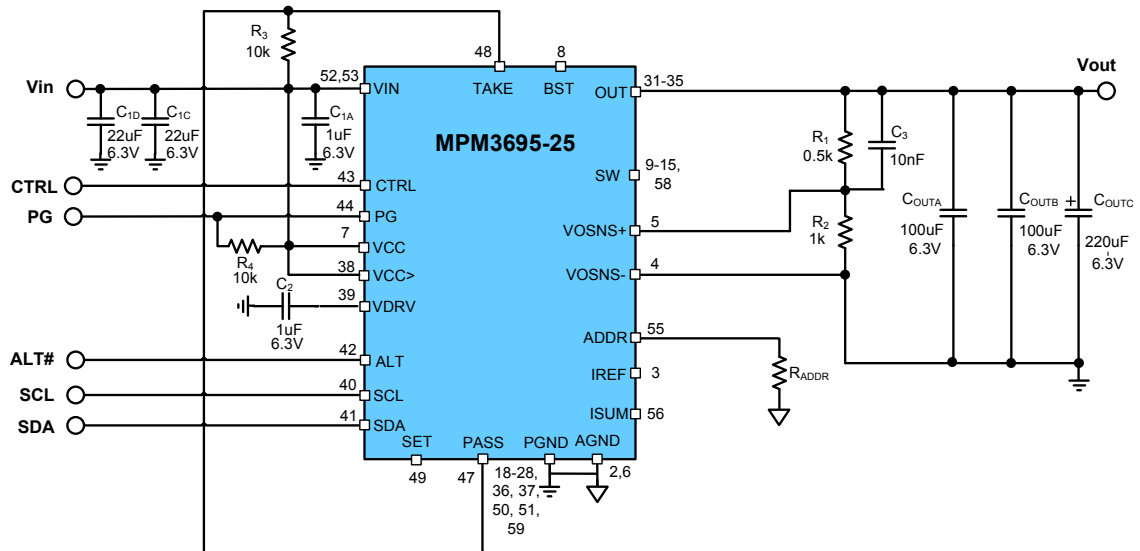 R3
10k
48
8
52,53
31-35
Vin
Vout
VIN
TAKE
BST
OUT
C1D
22uF
6.3V
C1C
22uF
6.3V
C1A
1uF
6.3V
MPM3695-25
R1
0.5k
C3
10nF
9-15,
58
SW
CTRL
43
CTRL
PG
44
PG
5
VOSNS+
R2
1k
COUTA
100uF
6.3V
COUTB
100uF
6.3V
+
COUTC
220uF
6.3V
7
VCC
R4
10k
38
VCC>
4
VOSNS-
C2
1uF
6.3V
39
VDRV
55
ADDR
RADDR
ALT#
42
ALT
IREF
3
SCL
40
SCL
ISUM
56
SDA
41
SDA
SET
PASS
PGND
AGND
49
47
18-28,
36, 37,
50, 51,
59
2,6